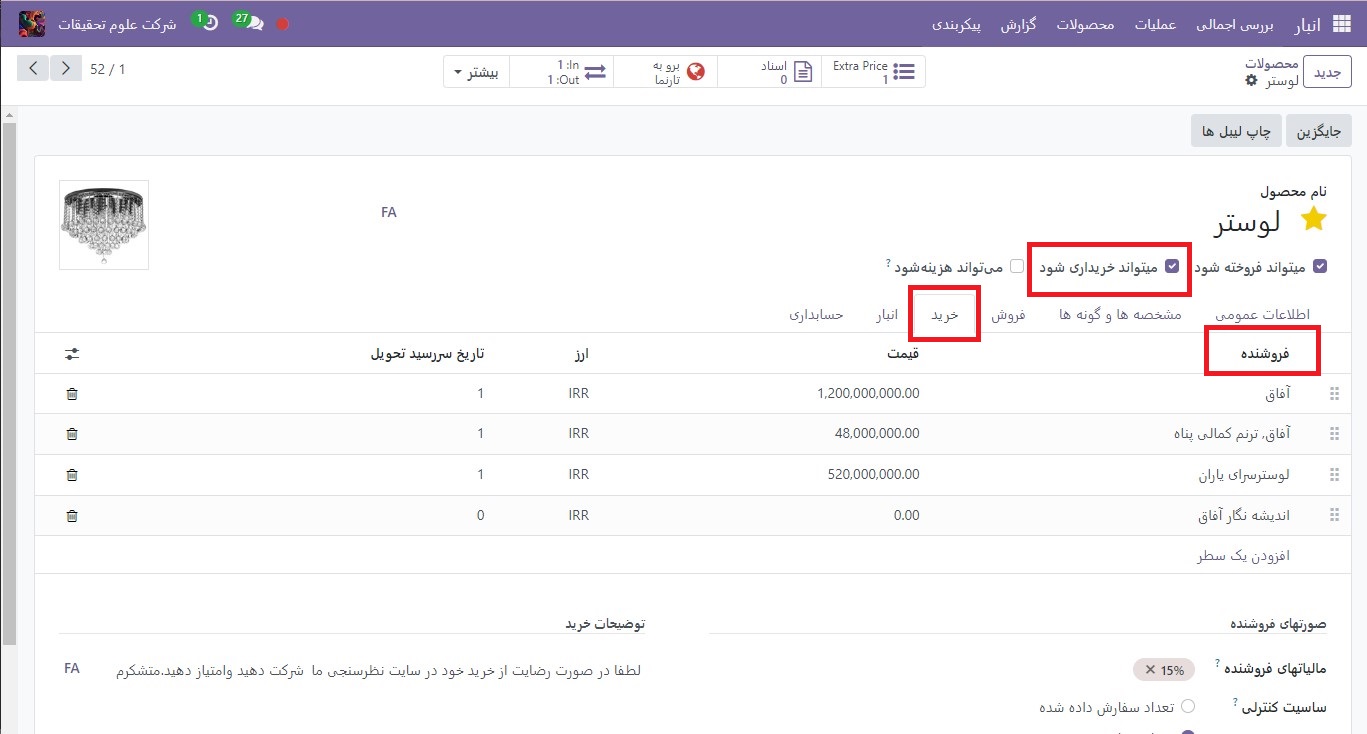 انبار بررسی اجمالی عملیات محصولات گزارش پیکربندی 27 1 شرکت علوم تحقیقات
جدید محصولات
لوستر
Extra Price
1
اسناد
0
برو به
تارنما
In: 1
Out: 1
بیشتر
52 / 1
جایگزین چاپ لیبل ها
نام محصول
لوستر
FA
میتواند فروخته شود میتواند خریداری شود می‌تواند هزینه‌شود ?
اطلاعات عمومی مشخصه ها و گونه ها فروش خرید انبار حسابداری
فروشنده قیمت ارز تاریخ سررسید تحویل
آفاق 1,200,000,000.00 IRR 1
آفاق, ترنم کمالی پناه 48,000,000.00 IRR 1
لوسترسرای یاران 520,000,000.00 IRR 1
اندیشه نگار آفاق 0.00 IRR 0
افزودن یک سطر
صورتهای فروشنده
مالیاتهای فروشنده ? 15% ✕
ساسیت کنترلی ? تعداد سفارش داده شده
توضیحات خرید
لطفا در صورت رضایت از خرید خود در سایت نظرسنجی ما شرکت دهید وامتیاز دهید.متشکرم FA